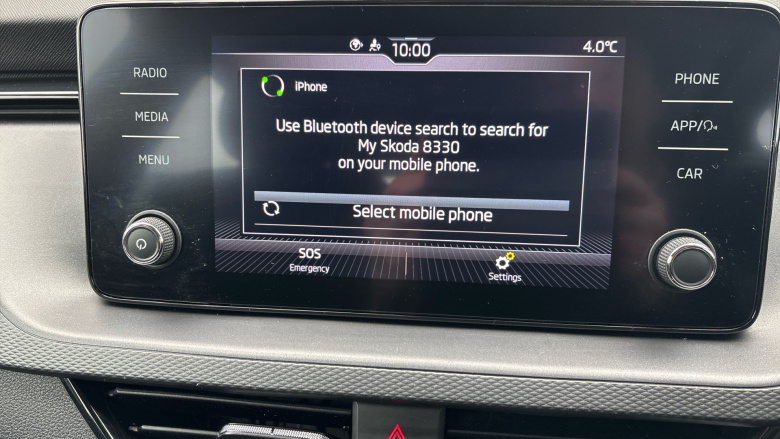 10:00
4.0°C
RADIO
MEDIA
MENU
iPhone
Use Bluetooth device search to search for
My Skoda 8330
on your mobile phone.
Select mobile phone
SOS
Emergency
Settings
PHONE
APP/
CAR